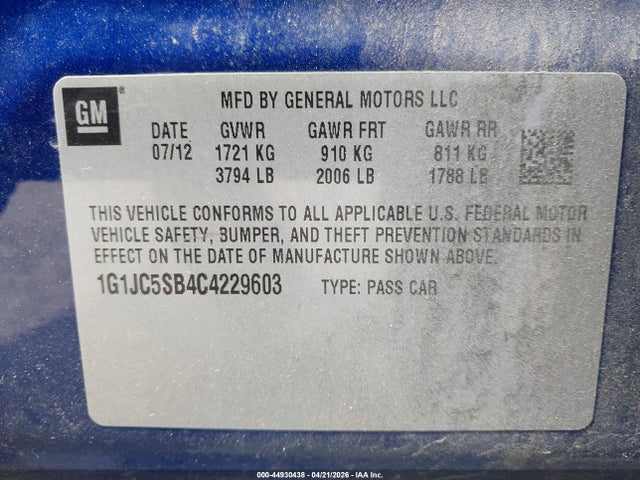 GM
MFD BY GENERAL MOTORS LLC
DATE GVWR GAWR FRT GAWR RR
07/12 1721 KG 910 KG 811 KG
3794 LB 2006 LB 1788 LB
THIS VEHICLE CONFORMS TO ALL APPLICABLE U.S. FEDERAL MOTOR
VEHICLE SAFETY, BUMPER, AND THEFT PREVENTION STANDARDS IN
EFFECT ON THE DATE OF MANUFACTURE SHOWN ABOVE.
1G1JC5SB4C4229603 TYPE: PASS CAR
000-44930438 - 04/21/2026 - IAA Inc.